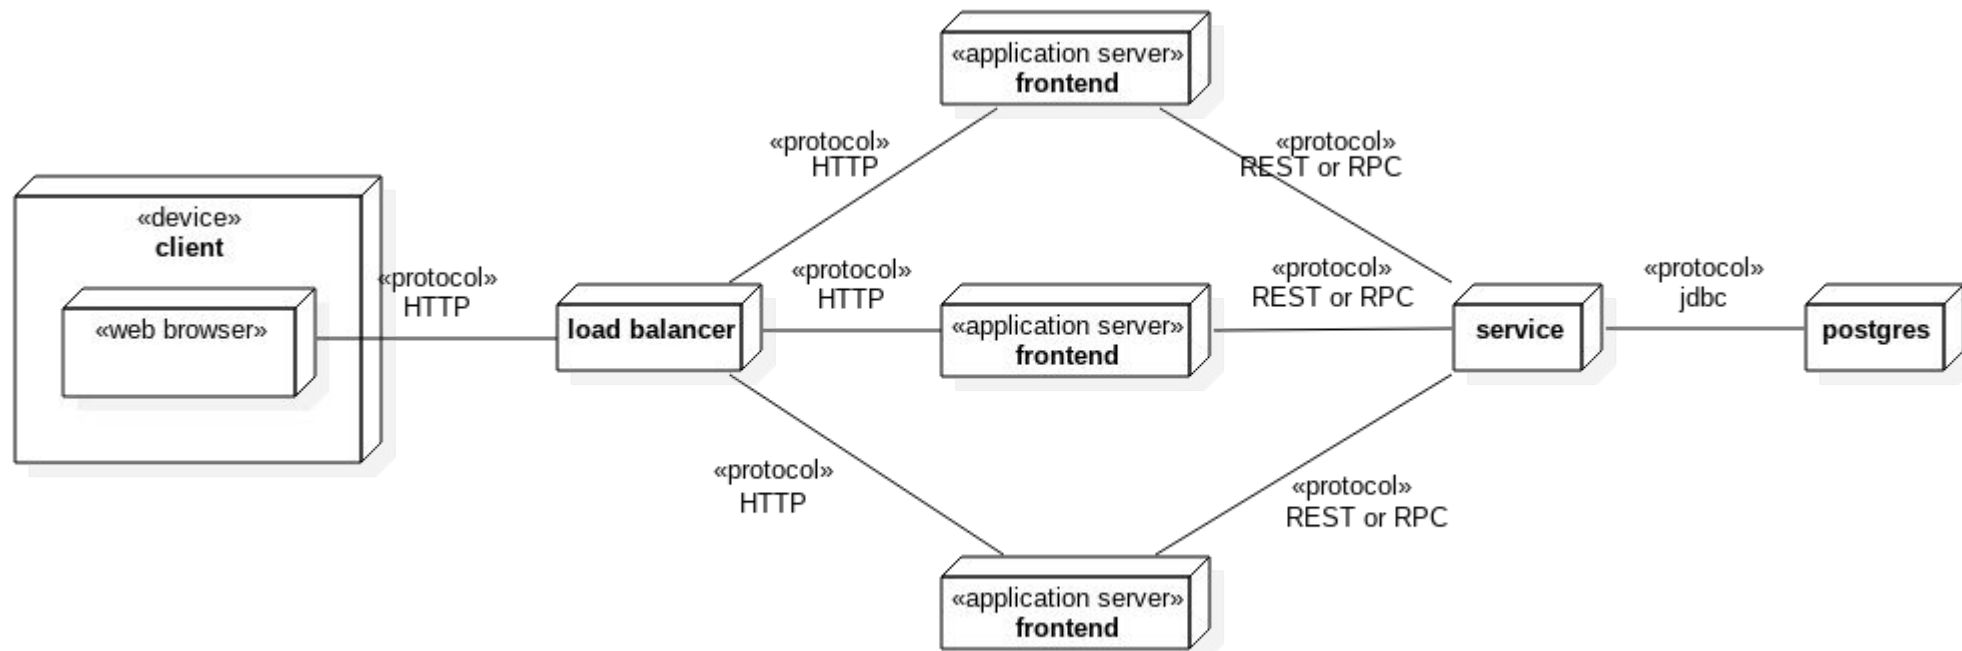 «application server»
frontend
«protocol»
HTTP
«protocol»
REST or RPC
«device»
client
«web browser»
«protocol»
HTTP
load balancer
«protocol»
HTTP
«application server»
frontend
«protocol»
REST or RPC
service
«protocol»
jdbc
postgres
«protocol»
HTTP
«protocol»
REST or RPC
«application server»
frontend